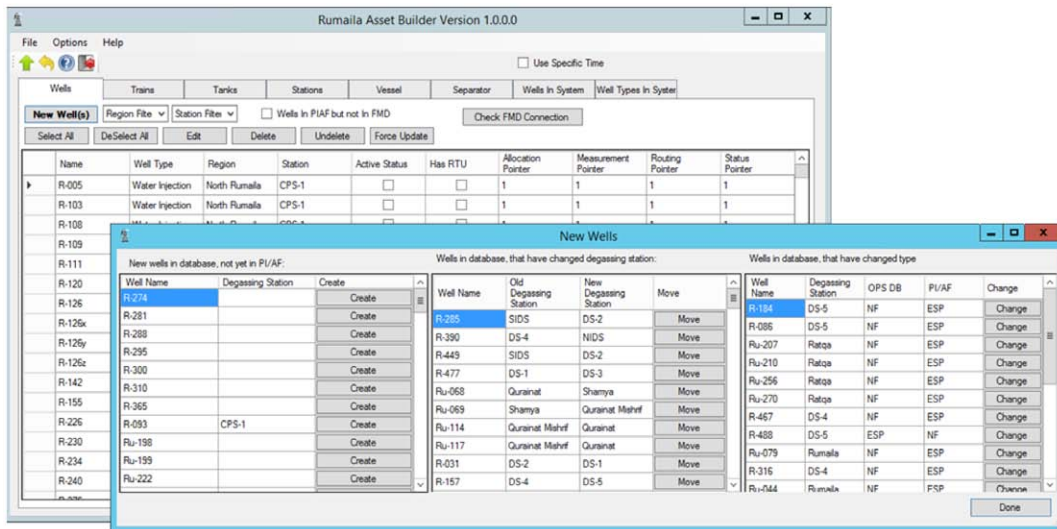 Rumaila Asset Builder Version 1.0.0.0
File Options Help
Use Specific Time
Wells Trains Tanks Stations Vessel Separator Wells In System Well Types In Syster
New Well(s) Region Filte Station Filter Wells In PIAF but not In FMD Check FMD Connection
Select All DeSelect All Edit Delete Undelete Force Update
Name Well Type Region Station Active Status Has RTU Allocation Pointer Measurement Pointer Routing Pointer Status Pointer
R-005 Water Injection North Rumaila CPS-1 1 1 1 1
R-103 Water Injection North Rumaila CPS-1 1 1 1 1
R-108
R-109
R-111
R-120
R-126
R-126x
R-126y
R-126z
R-142
R-155
R-226
R-230
R-234
R-240
New Wells
New wells in database, not yet in PI/AF:
Well Name Degassing Station Create
R-274 Create
R-281 Create
R-288 Create
R-295 Create
R-300 Create
R-310 Create
R-365 Create
R-093 CPS-1 Create
Ru-198 Create
Ru-199 Create
Ru-222 Create
Wells in database, that have changed degassing station:
Well Name Old Degassing Station New Degassing Station Move
R-285 SIDS DS-2 Move
R-390 DS-4 NIDS Move
R-449 SIDS DS-2 Move
R-477 DS-1 DS-3 Move
Ru-068 Qurainat Shamya Move
Ru-069 Shamya Qurainat Mishrif Move
Ru-114 Qurainat Mishrif Qurainat Move
Ru-117 Qurainat Mishrif Qurainat Move
R-031 DS-2 DS-1 Move
R-157 DS-4 DS-5 Move
Wells in database, that have changed type
Well Name Degassing Station OPS DB PI/AF Change
R-184 DS-5 NF ESP Change
R-086 DS-5 NF ESP Change
Ru-207 Ratqa NF ESP Change
Ru-210 Ratqa NF ESP Change
Ru-256 Ratqa NF ESP Change
Ru-270 Ratqa NF ESP Change
R-467 DS-4 NF ESP Change
R-488 DS-5 ESP NF Change
Ru-079 Rumaila NF ESP Change
R-316 DS-4 NF ESP Change
Ru-044 Rumaila NF ESP Change
Done